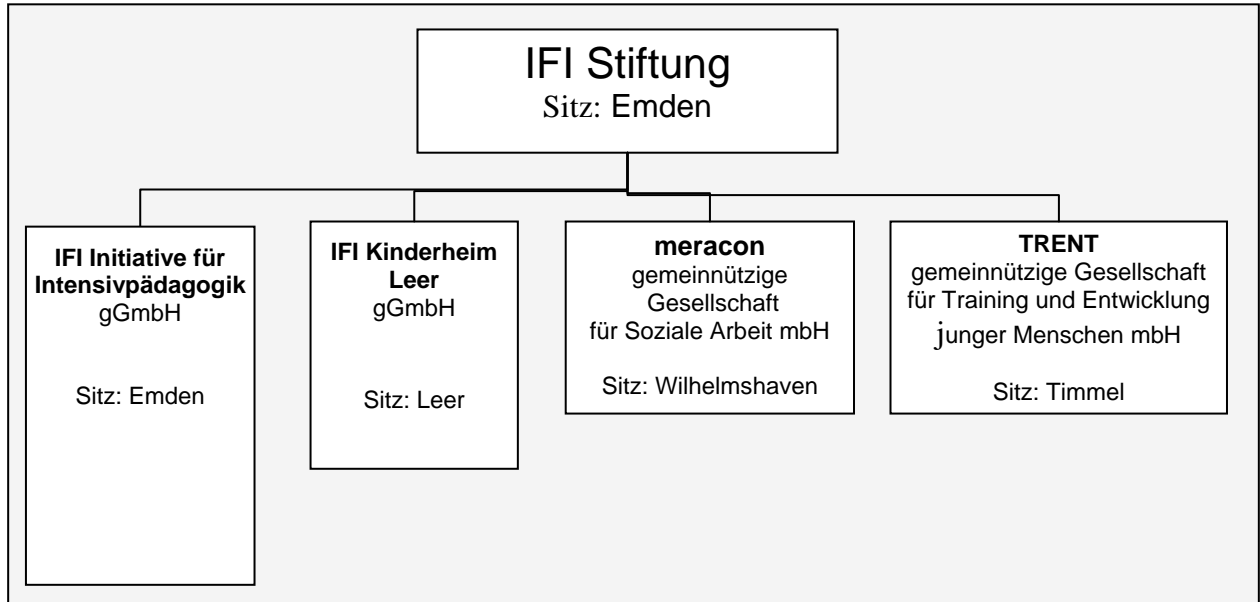 IFI Stiftung
Sitz: Emden
IFI Initiative für
Intensivpädagogik
gGmbH
Sitz: Emden
IFI Kinderheim
Leer
gGmbH
Sitz: Leer
meracon
gemeinnützige
Gesellschaft
für Soziale Arbeit mbH
Sitz: Wilhelmshaven
TRENT
gemeinnützige Gesellschaft
für Training und Entwicklung
junger Menschen mbH
Sitz: Timmel